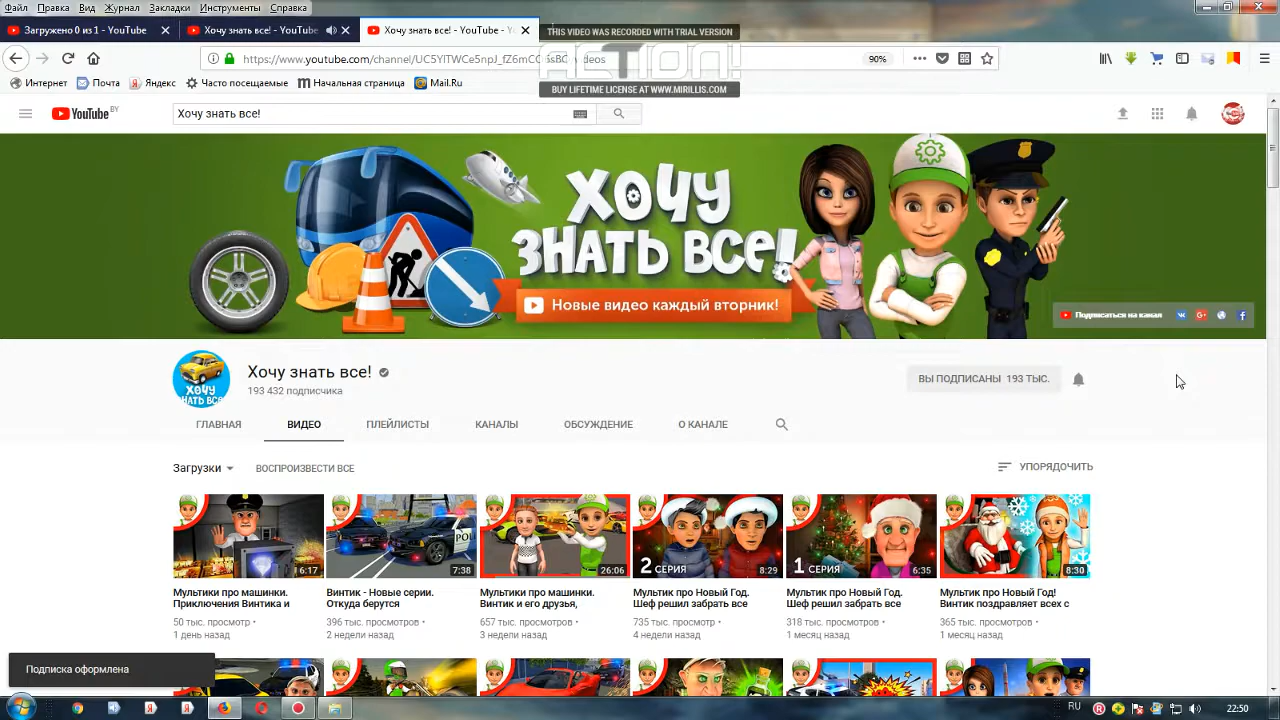 Файл Правка Вид Журнал Закладки Инструменты Справка
Загружено 0 из 1 - YouTube
Хочу знать все! - YouTube
Хочу знать все! - YouTube - Y
THIS VIDEO WAS RECORDED WITH TRIAL VERSION
ACTION!
BUY LIFETIME LICENSE AT WWW.MIRILLIS.COM
90%
Интернет Почта Яндекс Часто посещаемые Начальная страница Mail.Ru
YouTube BY
Хочу знать все!
ХОЧУ
ЗНАТЬ ВСЕ!
Новые видео каждый вторник!
Подписаться на канал
ХОЧУ
ЗНАТЬ ВСЕ
Хочу знать все!
193 432 подписчика
ВЫ ПОДПИСАНЫ 193 ТЫС.
ГЛАВНАЯ ВИДЕО ПЛЕЙЛИСТЫ КАНАЛЫ ОБСУЖДЕНИЕ О КАНАЛЕ
Загрузки ВОСПРОИЗВЕСТИ ВСЕ УПОРЯДОЧИТЬ
6:17
POL
7:38
26:06
2 СЕРИЯ
8:29
1 СЕРИЯ
6:35
8:30
Мультики про машинки.
Приключения Винтика и
50 тыс. просмотр •
1 день назад
Винтик - Новые серии.
Откуда берутся
396 тыс. просмотров •
2 недели назад
Мультики про машинки.
Винтик и его друзья,
657 тыс. просмотров •
3 недели назад
Мультик про Новый Год.
Шеф решил забрать все
735 тыс. просмотр •
4 недели назад
Мультик про Новый Год.
Шеф решил забрать все
318 тыс. просмотров •
1 месяц назад
Мультик про Новый Год!
Винтик поздравляет всех с
365 тыс. просмотров •
1 месяц назад
Подписка оформлена
RU
22:50